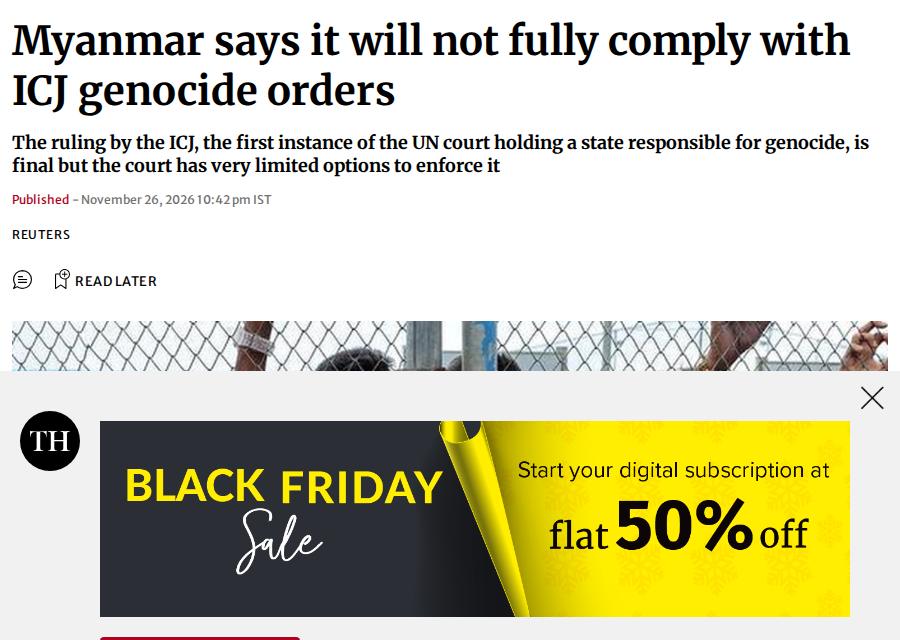 Myanmar says it will not fully comply with
ICJ genocide orders
The ruling by the ICJ, the first instance of the UN court holding a state responsible for genocide, is
final but the court has very limited options to enforce it
Published - November 26, 2026 10:42 pm IST
REUTERS
READ LATER
TH
BLACK FRIDAY
Sale
Start your digital subscription at
flat 50% off